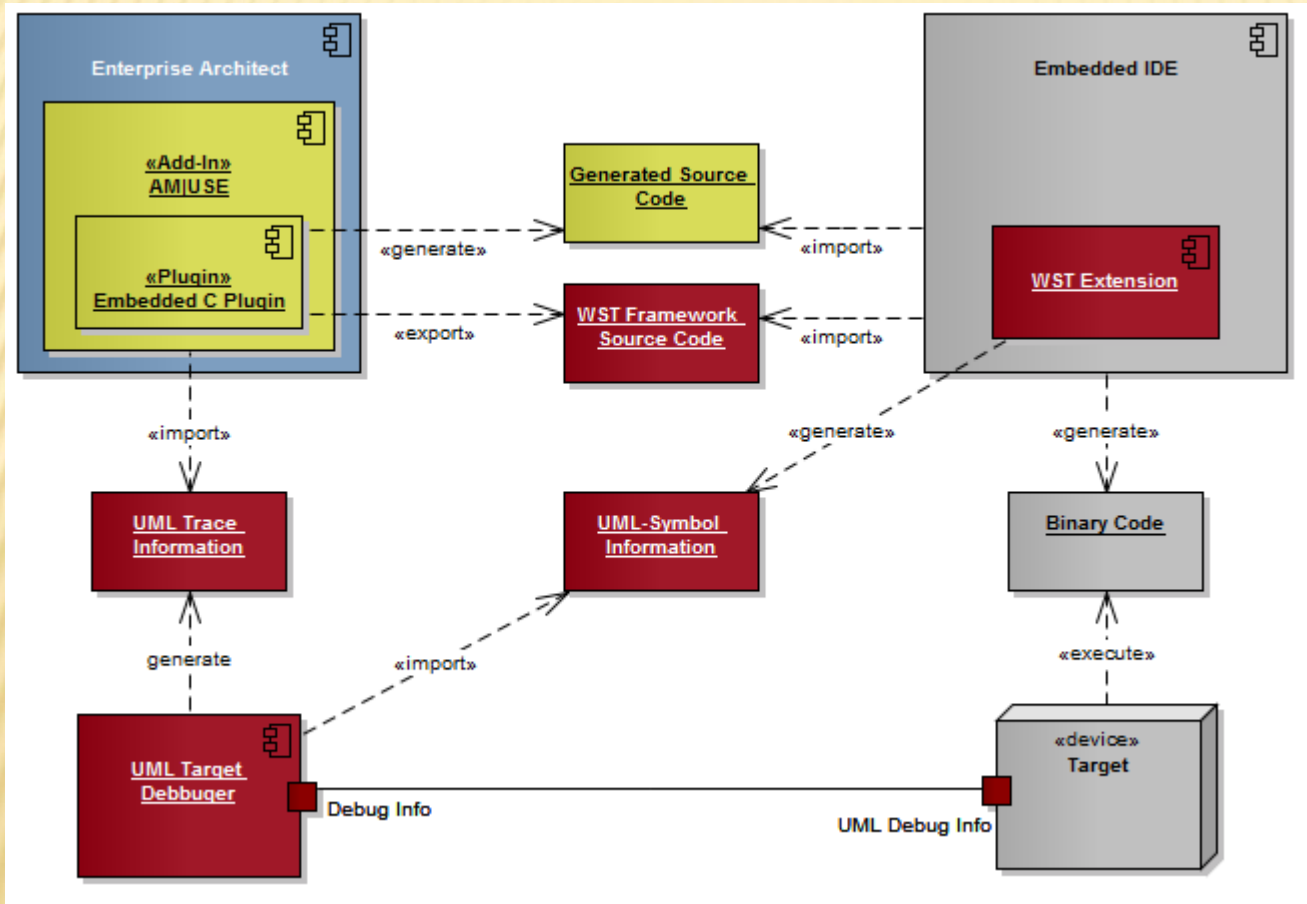 Enterprise Architect
Embedded IDE
«Add-In»
AM|USE
Generated Source
Code
«generate»
«import»
«Plugin»
Embedded C Plugin
WST Extension
WST Framework
Source Code
«export»
«import»
«import»
«generate»
«generate»
UML Trace
Information
UML-Symbol
Information
Binary Code
generate
«import»
«execute»
UML Target
Debbuger
Debug Info
«device»
Target
UML Debug Info